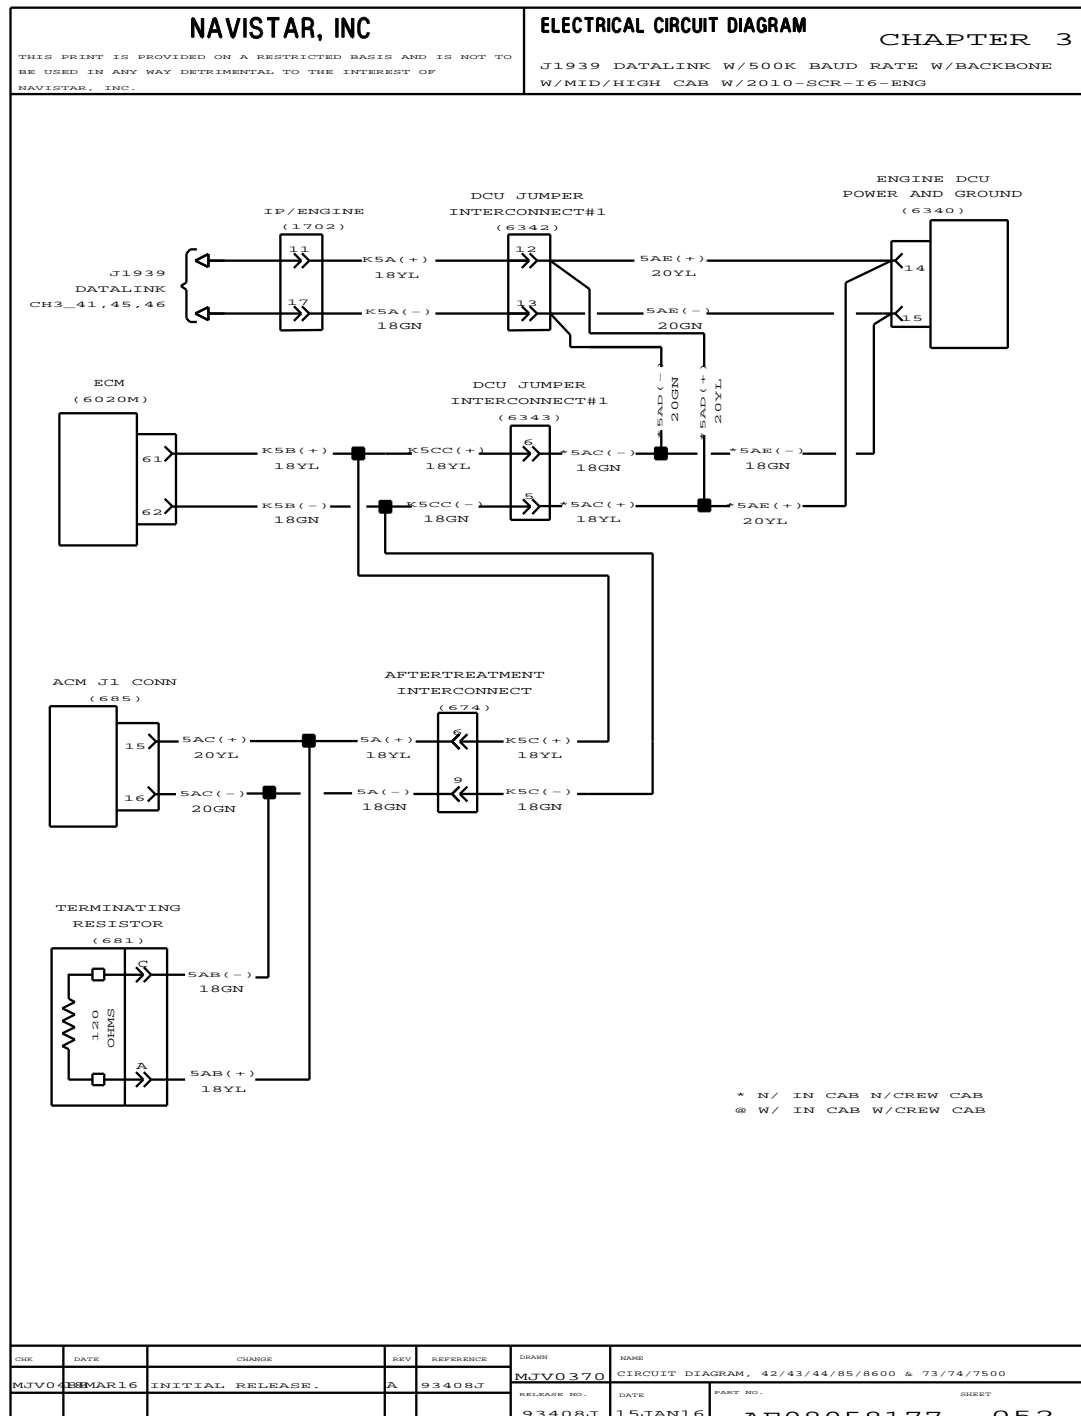 NAVISTAR, INC
THIS PRINT IS PROVIDED ON A RESTRICTED BASIS AND IS NOT TO
BE USED IN ANY WAY DETRIMENTAL TO THE INTEREST OF
NAVISTAR, INC.
ELECTRICAL CIRCUIT DIAGRAM
CHAPTER 3
J1939 DATALINK W/500K BAUD RATE W/BACKBONE
W/MID/HIGH CAB W/2010-SCR-I6-ENG
ENGINE DCU
POWER AND GROUND
(6340)
DCU JUMPER
INTERCONNECT#1
(6342)
IP/ENGINE
(1702)
J1939
DATALINK
CH3_41,45,46
11
K5A(+)
18YL
12
5AE(+)
20YL
14
17
K5A(-)
18GN
13
5AE(-)
20GN
15
*5AD(-)
20GN
*5AD(+)
20YL
ECM
(6020M)
DCU JUMPER
INTERCONNECT#1
(6343)
61
K5B(+)
18YL
K5CC(+)
18YL
6
*5AC(-)
18GN
*5AE(-)
18GN
62
K5B(-)
18GN
K5CC(-)
18GN
5
*5AC(+)
18YL
*5AE(+)
20YL
ACM J1 CONN
(685)
AFTERTREATMENT
INTERCONNECT
(674)
15
5AC(+)
20YL
5A(+)
18YL
6
K5C(+)
18YL
16
5AC(-)
20GN
5A(-)
18GN
9
K5C(-)
18GN
TERMINATING
RESISTOR
(681)
C
5AB(-)
18GN
120
OHMS
A
5AB(+)
18YL
* N/ IN CAB N/CREW CAB
@ W/ IN CAB W/CREW CAB
CHK DATE CHANGE REV REFERENCE
MAR16 INITIAL RELEASE. A 93408J
DRAWN
MJV0370
NAME
CIRCUIT DIAGRAM, 42/43/44/85/8600 & 73/74/7500
RELEASE NO. DATE PART NO. SHEET
93408J 15JAN16